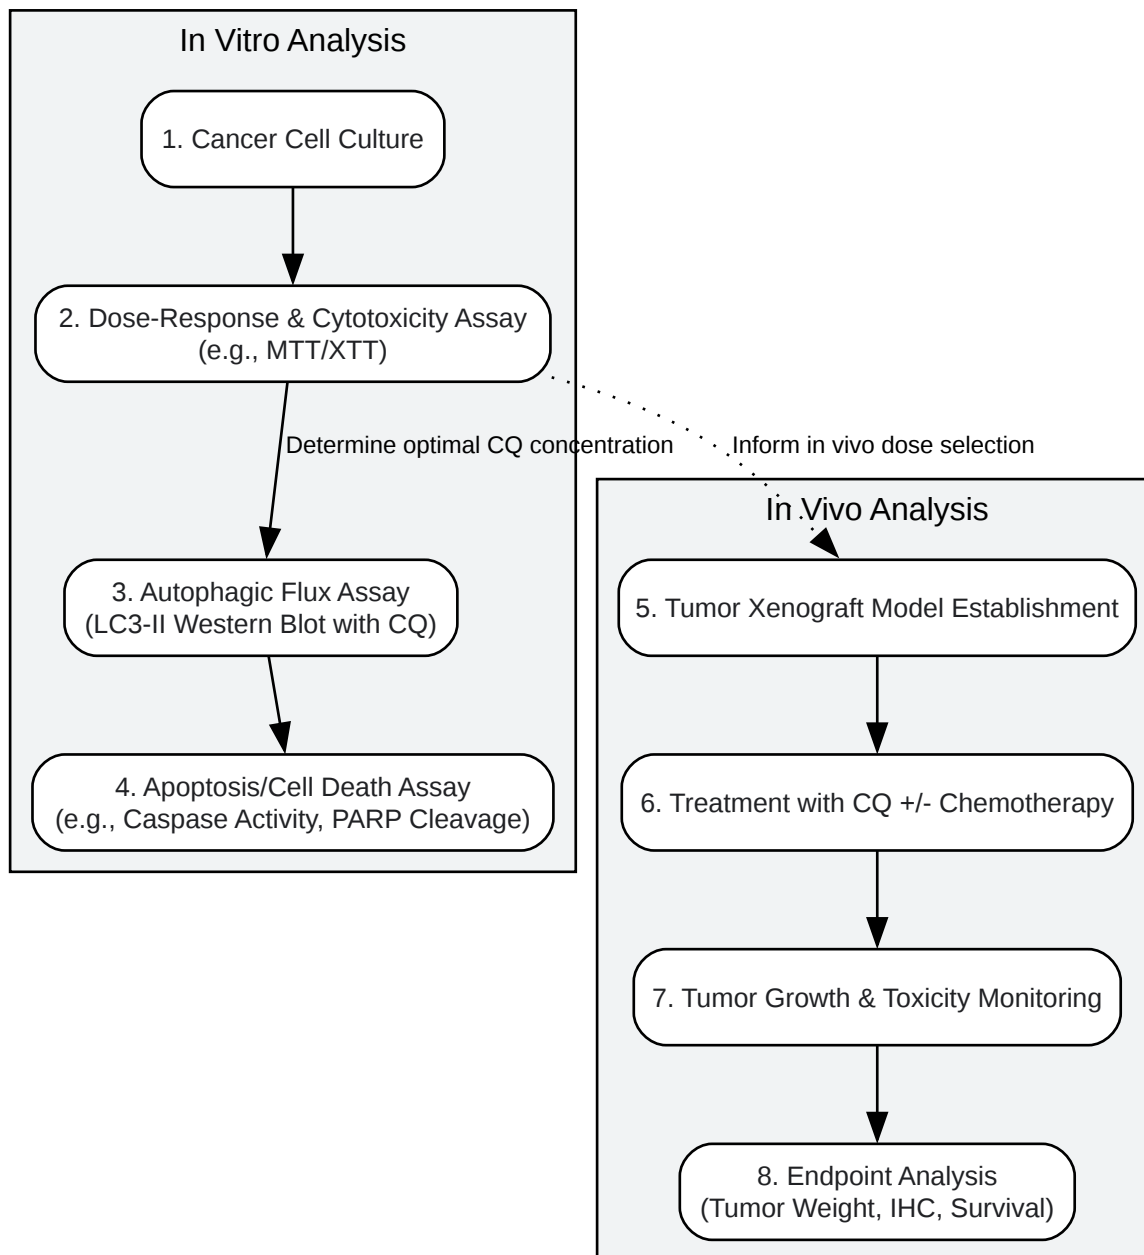 In Vitro Analysis
1. Cancer Cell Culture
2. Dose-Response & Cytotoxicity Assay
(e.g., MTT/XTT)
Determine optimal CQ concentration
Inform in vivo dose selection
3. Autophagic Flux Assay
(LC3-II Western Blot with CQ)
4. Apoptosis/Cell Death Assay
(e.g., Caspase Activity, PARP Cleavage)
In Vivo Analysis
5. Tumor Xenograft Model Establishment
6. Treatment with CQ +/- Chemotherapy
7. Tumor Growth & Toxicity Monitoring
8. Endpoint Analysis
(Tumor Weight, IHC, Survival)